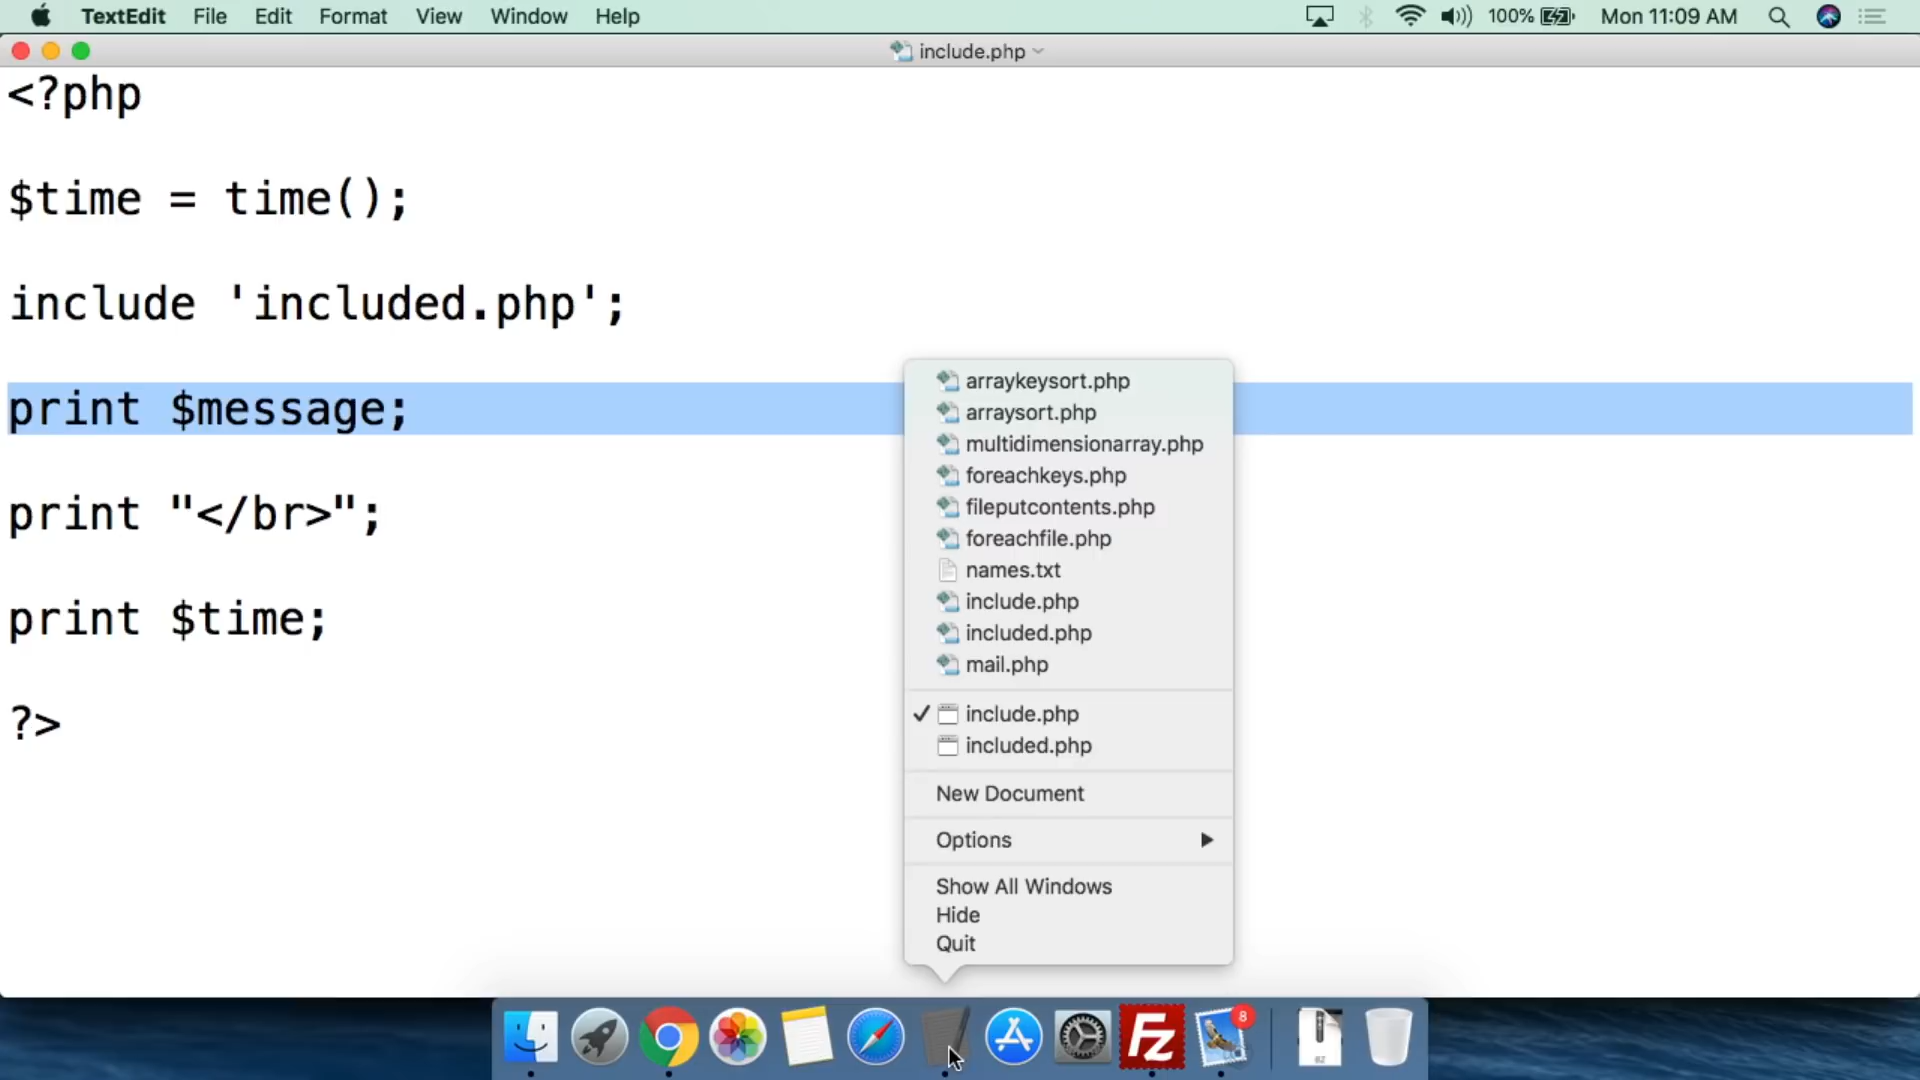 TextEdit File Edit Format View Window Help 100% Mon 11:09 AM
include.php
<?php
$time = time();
include 'included.php';
print $message;
print "</br>";
print $time;
?>
arraykeysort.php
arraysort.php
multidimensionarray.php
foreachkeys.php
fileputcontents.php
foreachfile.php
names.txt
include.php
included.php
mail.php
include.php
included.php
New Document
Options
Show All Windows
Hide
Quit
Fz
8
BZ